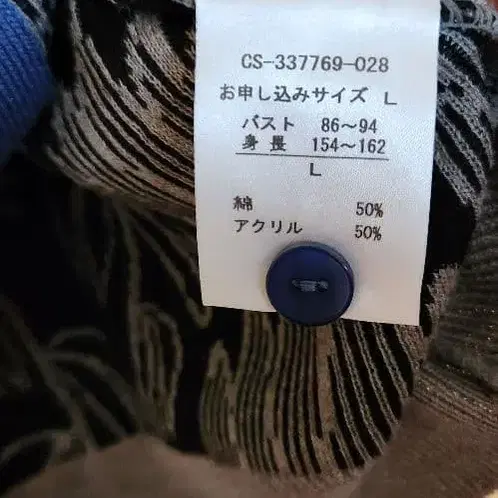 CS-337769-028
お申し込みサイズ L
バスト 86～94
身長 154～162
L
綿 50%
アクリル 50%